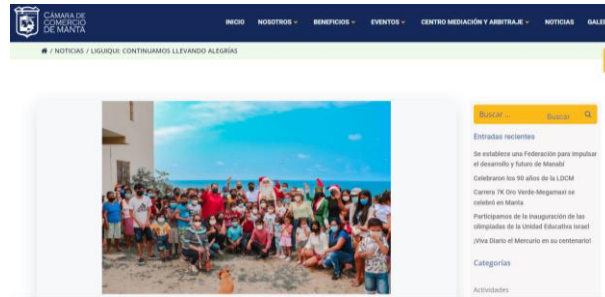 CÁMARA DE
COMERCIO
DE MANTA
INICIO NOSOTROS BENEFICIOS EVENTOS CENTRO MEDIACIÓN Y ARBITRAJE NOTICIAS GALE
/ NOTICIAS / LIGUIQUI: CONTINUAMOS LLEVANDO ALEGRÍAS
Buscar ... Buscar
Entradas recientes
Se establece una Federación para Impulsar
el desarrollo y futuro de Manabí
Celebraron los 90 años de la LDCM
Carrera 7K Oro Verde-Megamaxi se
celebró en Manta
Participamos de la inauguración de las
olimpiadas de la Unidad Educativa Israel
¡Viva Diario el Mercurio en su centenario!
Categorías
Actividades